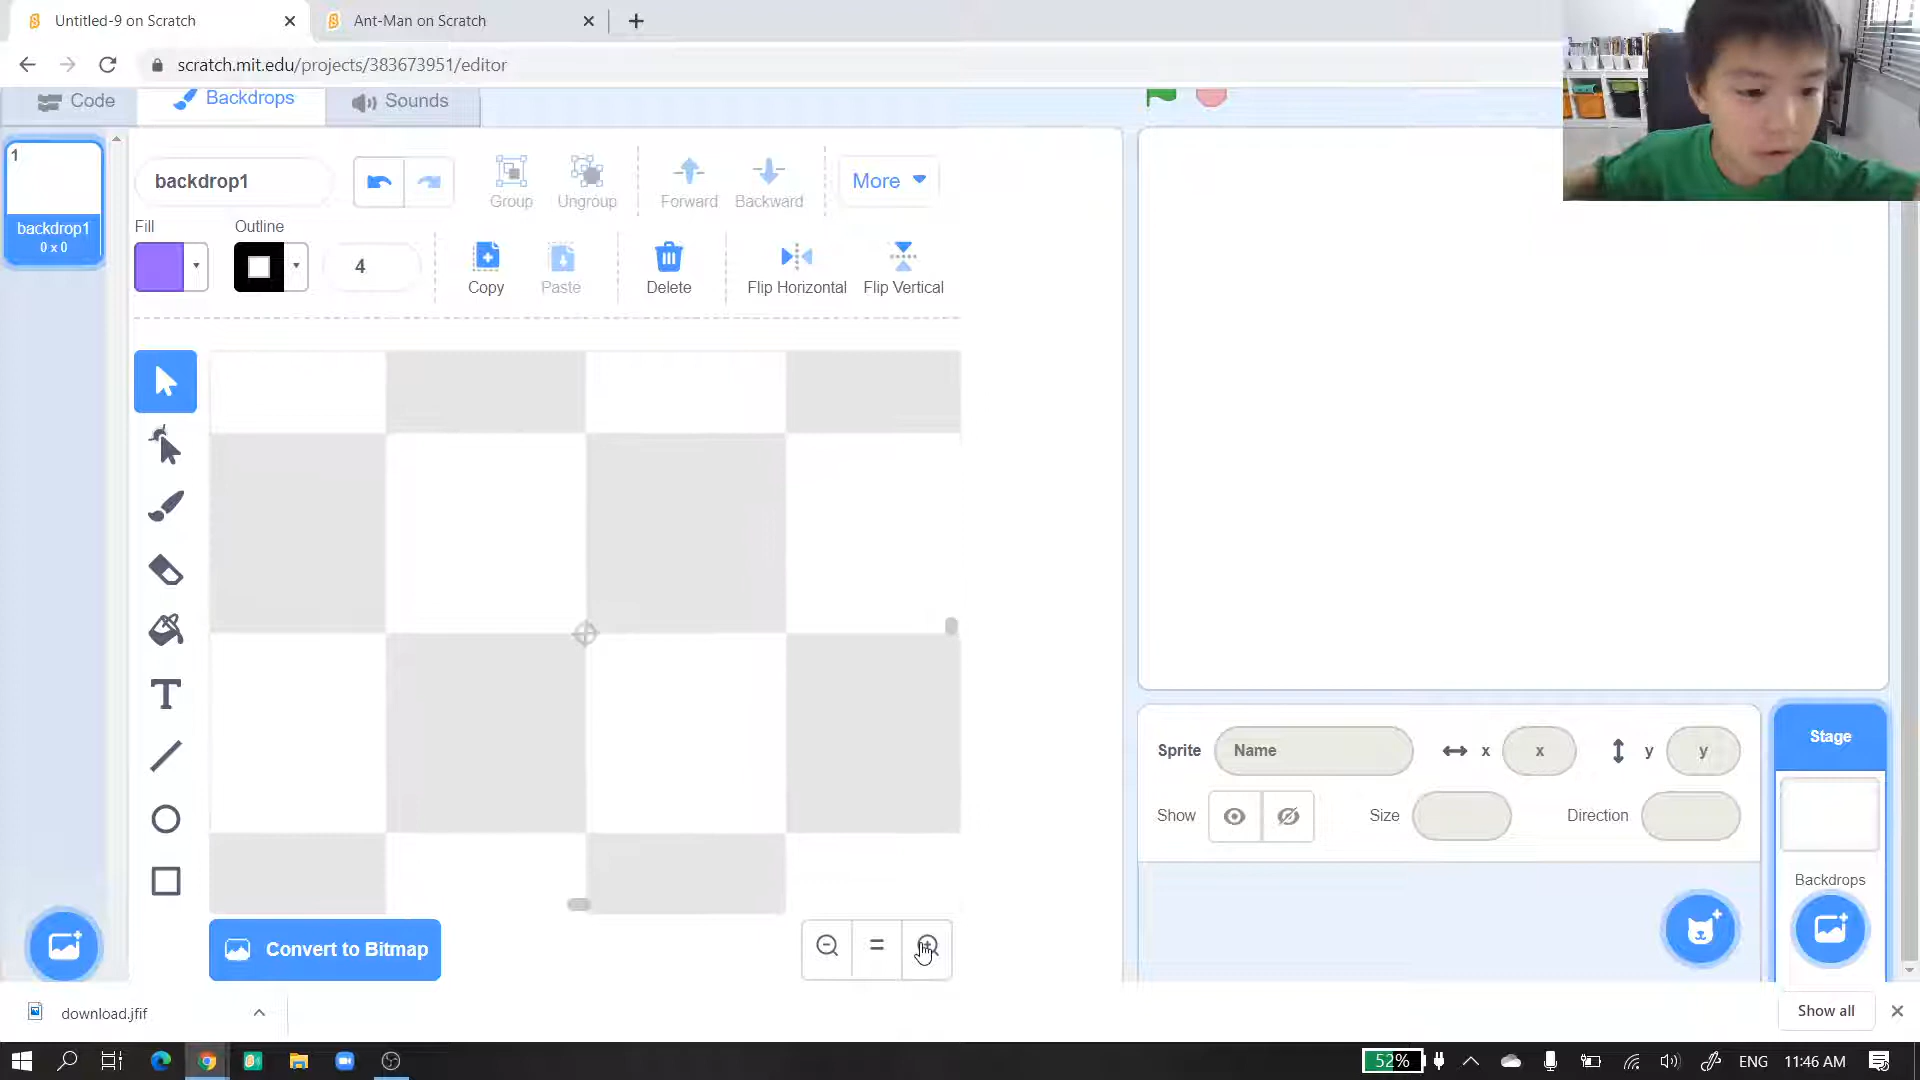 Untitled-9 on Scratch
Ant-Man on Scratch
scratch.mit.edu/projects/383673951/editor
Code
Backdrops
Sounds
1
backdrop1
0 x 0
backdrop1
Group
Ungroup
Forward
Backward
More
Fill
Outline
4
Copy
Paste
Delete
Flip Horizontal
Flip Vertical
T
Convert to Bitmap
Sprite
Name
x
x
y
y
Show
Size
Direction
Stage
Backdrops
download.jfif
Show all
52%
ENG
11:46 AM